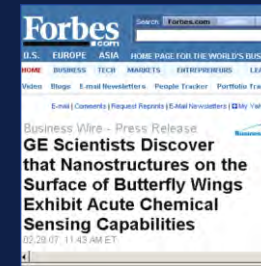 Forbes
.com
Search Forbes.com
U.S. EUROPE ASIA HOME PAGE FOR THE WORLD'S BUS
HOME BUSINESS TECH MARKETS ENTREPRENEURS LEA
Video Blogs E-mail Newsletters People Tracker Portfolio Tra
E-mail | Comments | Request Reprints | E-Mail Newsletters | My Yah
Business Wire - Press Release
Business
GE Scientists Discover
that Nanostructures on the
Surface of Butterfly Wings
Exhibit Acute Chemical
Sensing Capabilities
02.28.07, 11:43 AM ET